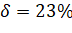 δ = 23%